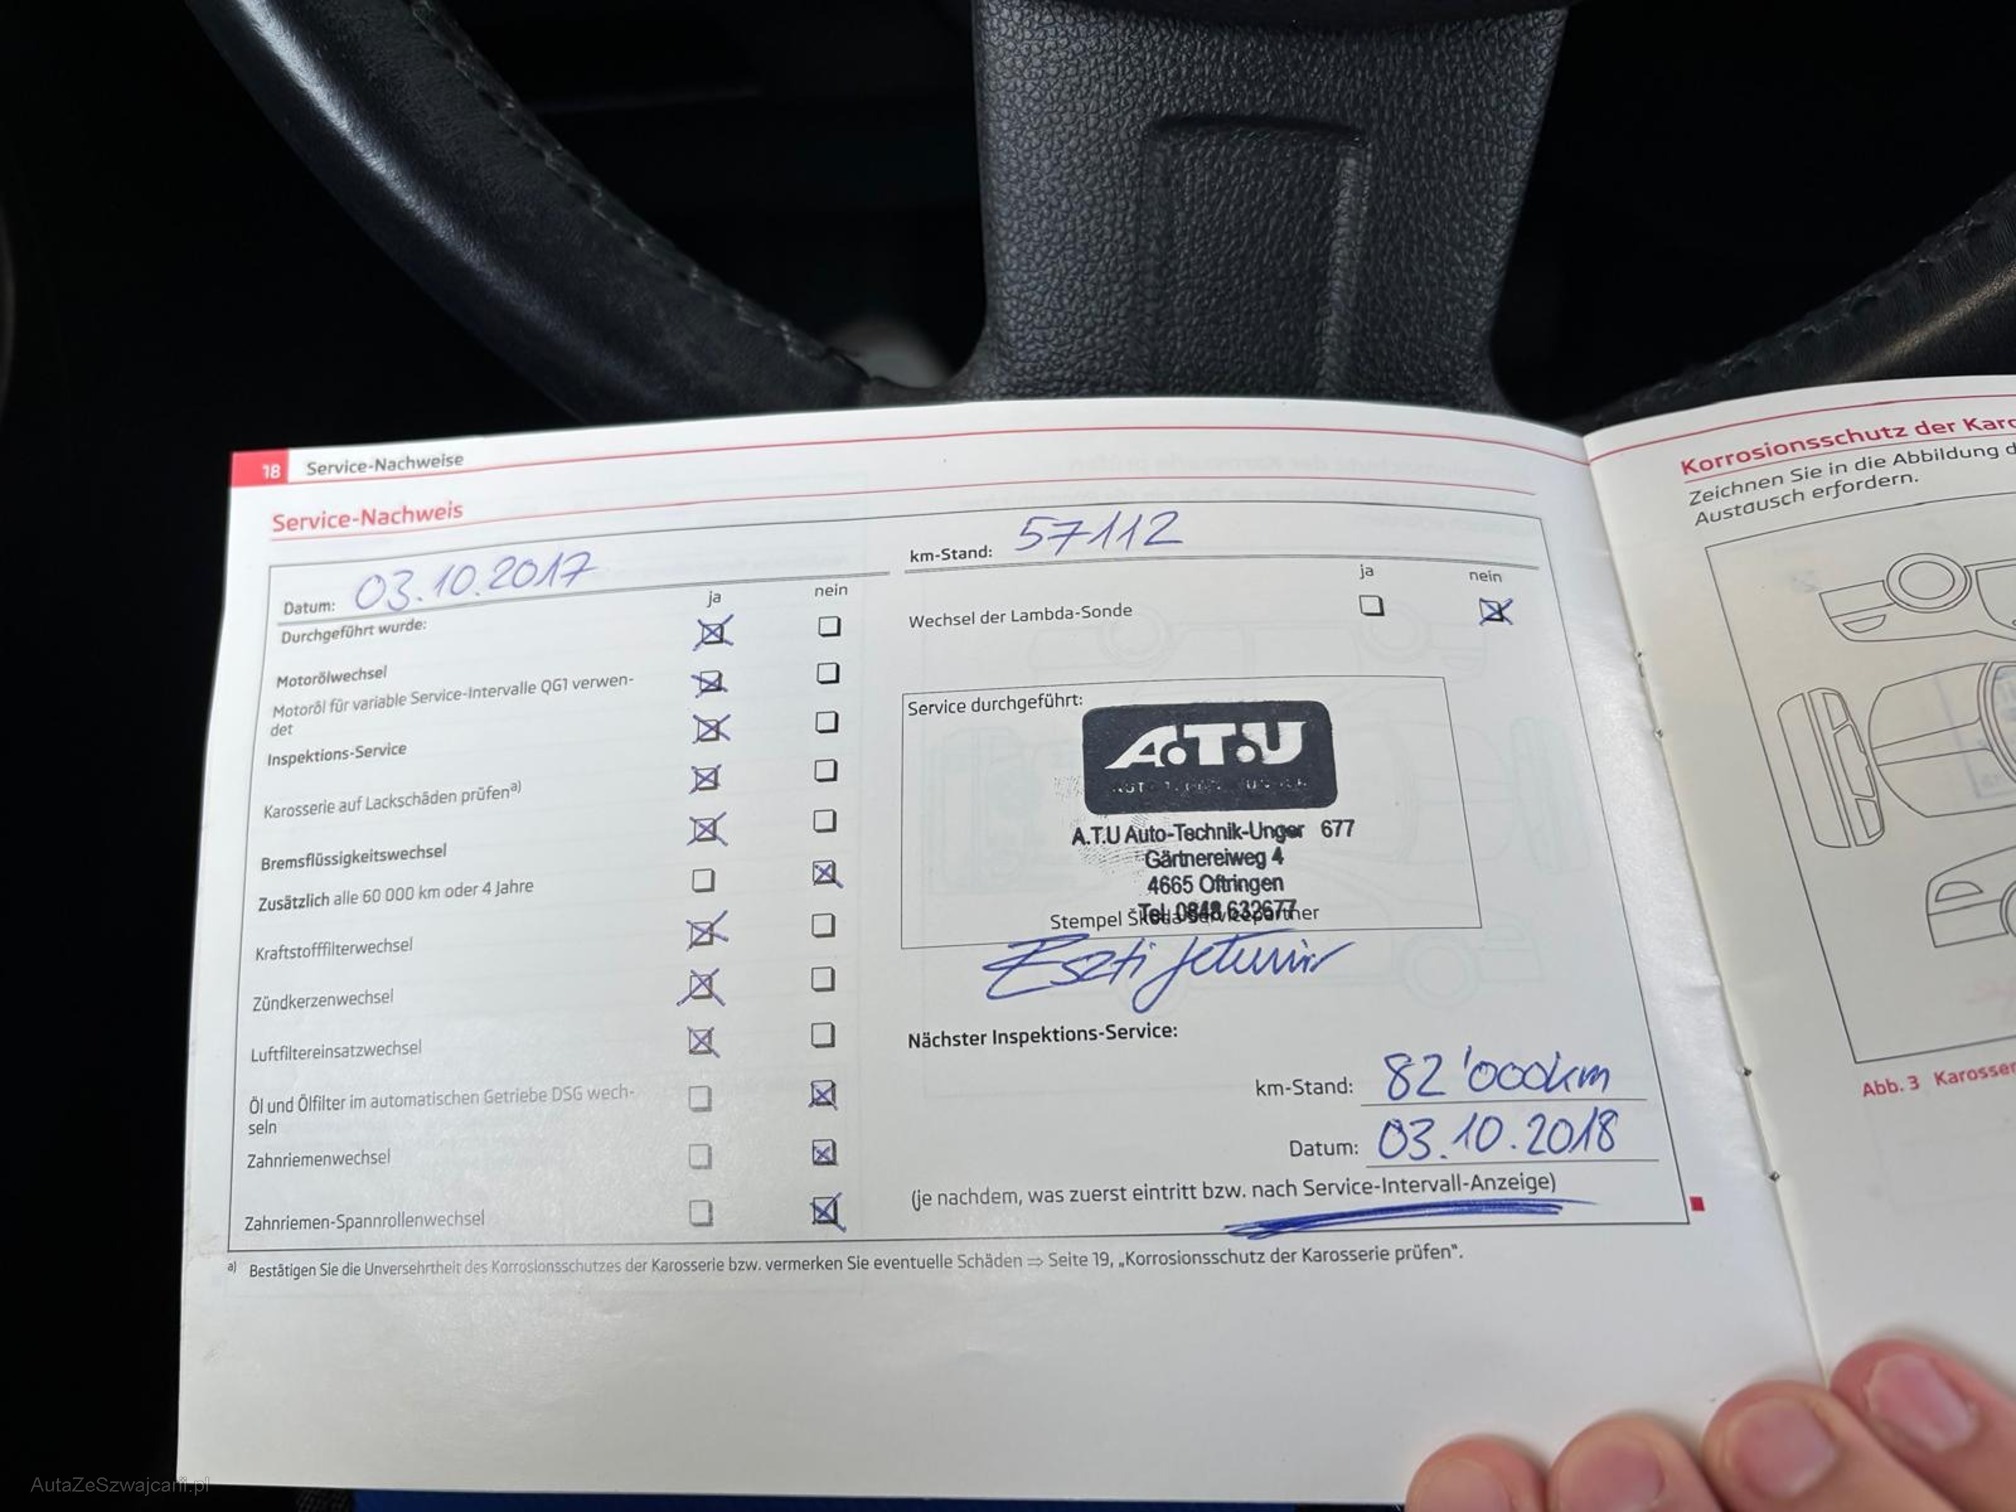 18 Service-Nachweise
Service-Nachweis
Datum: 03.10.2017
km-Stand: 57112
Durchgeführt wurde: ja nein
Motorölwechsel
Motoröl für variable Service-Intervalle QG1 verwen-
det
Inspektions-Service
Karosserie auf Lackschäden prüfen a)
Bremsflüssigkeitswechsel
Zusätzlich alle 60 000 km oder 4 Jahre
Kraftstofffilterwechsel
Zündkerzenwechsel
Luftfiltereinsatzwechsel
Öl und Ölfilter im automatischen Getriebe DSG wech-
seln
Zahnriemenwechsel
Zahnriemen-Spannrollenwechsel
ja nein
Wechsel der Lambda-Sonde
Service durchgeführt:
A.T.U
A.T.U Auto-Technik-Unger 677
Gärtnereiweg 4
4665 Oftringen
Tel. 0848 632677
Stempel Škoda Servicepartner
Nächster Inspektions-Service:
km-Stand: 82'000km
Datum: 03.10.2018
(je nachdem, was zuerst eintritt bzw. nach Service-Intervall-Anzeige)
a) Bestätigen Sie die Unversehrtheit des Korrosionsschutzes der Karosserie bzw. vermerken Sie eventuelle Schäden ⇒ Seite 19, „Korrosionsschutz der Karosserie prüfen“.
Korrosionsschutz der
Zeichnen Sie in die Abbildung
Austausch erfordern.
Abb. 3
AutaZeSzwajcarii.pl